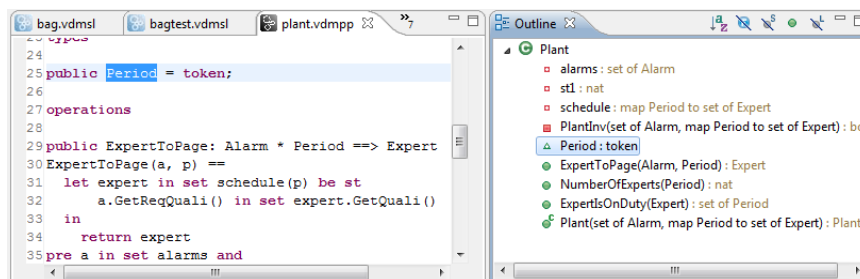 bag.vdmsl bagtest.vdmsl plant.vdmpp »7
23 types
24
25 public Period = token;
26
27 operations
28
29 public ExpertToPage: Alarm * Period ==> Expert
30 ExpertToPage(a, p) ==
31 let expert in set schedule(p) be st
32 a.GetReqQuali() in set expert.GetQuali()
33 in
34 return expert
35 pre a in set alarms and
Outline
Plant
alarms : set of Alarm
st1 : nat
schedule : map Period to set of Expert
PlantInv(set of Alarm, map Period to set of Expert) : bo
Period : token
ExpertToPage(Alarm, Period) : Expert
NumberOfExperts(Period) : nat
ExpertIsOnDuty(Expert) : set of Period
Plant(set of Alarm, map Period to set of Expert) : Plant